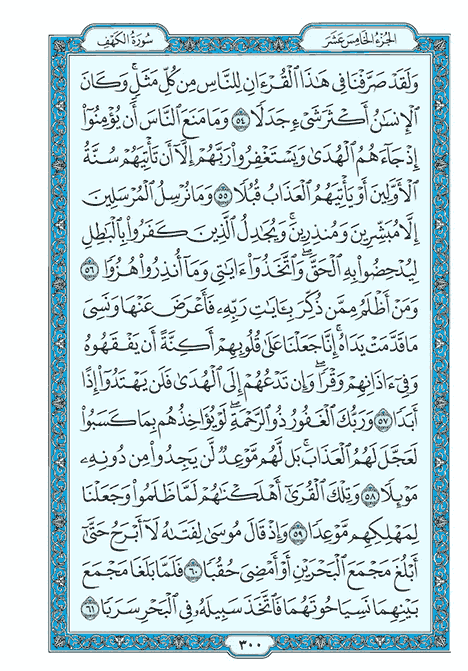 سُورَةُ الكَهْفِ
الجُزْءُ الخَامِسَ عَشَرَ
وَلَقَدْ صَرَّفْنَا فِى هَٰذَا ٱلْقُرْءَانِ لِلنَّاسِ مِن كُلِّ مَثَلٍۚ وَكَانَ
ٱلْإِنسَٰنُ أَكْثَرَ شَىْءٍ جَدَلًا ٥٤ وَمَا مَنَعَ ٱلنَّاسَ أَن يُؤْمِنُوٓا۟
إِذْ جَآءَهُمُ ٱلْهُدَىٰ وَيَسْتَغْفِرُوا۟ رَبَّهُمْ إِلَّآ أَن تَأْتِيَهُمْ سُنَّةُ
ٱلْأَوَّلِينَ أَوْ يَأْتِيَهُمُ ٱلْعَذَابُ قُبُلًا ٥٥ وَمَا نُرْسِلُ ٱلْمُرْسَلِينَ
إِلَّا مُبَشِّرِينَ وَمُنذِرِينَۚ وَيُجَٰدِلُ ٱلَّذِينَ كَفَرُوا۟ بِٱلْبَٰطِلِ
لِيُدْحِضُوا۟ بِهِ ٱلْحَقَّۖ وَٱتَّخَذُوٓا۟ ءَايَٰتِى وَمَآ أُنذِرُوا۟ هُزُوًا ٥٦
وَمَنْ أَظْلَمُ مِمَّن ذُكِّرَ بِـَٔايَٰتِ رَبِّهِۦ فَأَعْرَضَ عَنْهَا وَنَسِىَ
مَا قَدَّمَتْ يَدَاهُۚ إِنَّا جَعَلْنَا عَلَىٰ قُلُوبِهِمْ أَكِنَّةً أَن يَفْقَهُوهُ
وَفِىٓ ءَاذَانِهِمْ وَقْرًاۖ وَإِن تَدْعُهُمْ إِلَى ٱلْهُدَىٰ فَلَن يَهْتَدُوٓا۟ إِذًا
أَبَدًا ٥٧ وَرَبُّكَ ٱلْغَفُورُ ذُو ٱلرَّحْمَةِۖ لَوْ يُؤَاخِذُهُم بِمَا كَسَبُوا۟
لَعَجَّلَ لَهُمُ ٱلْعَذَابَۚ بَل لَّهُم مَّوْعِدٌ لَّن يَجِدُوا۟ مِن دُونِهِۦ
مَوْئِلًا ٥٨ وَتِلْكَ ٱلْقُرَىٰٓ أَهْلَكْنَٰهُمْ لَمَّا ظَلَمُوا۟ وَجَعَلْنَا
لِمَهْلِكِهِم مَّوْعِدًا ٥٩ وَإِذْ قَالَ مُوسَىٰ لِفَتَىٰهُ لَآ أَبْرَحُ حَتَّىٰٓ
أَبْلُغَ مَجْمَعَ ٱلْبَحْرَيْنِ أَوْ أَمْضِىَ حُقُبًا ٦٠ فَلَمَّا بَلَغَا مَجْمَعَ
بَيْنِهِمَا نَسِيَا حُوتَهُمَا فَٱتَّخَذَ سَبِيلَهُۥ فِى ٱلْبَحْرِ سَرَبًا ٦١
٣٠٠